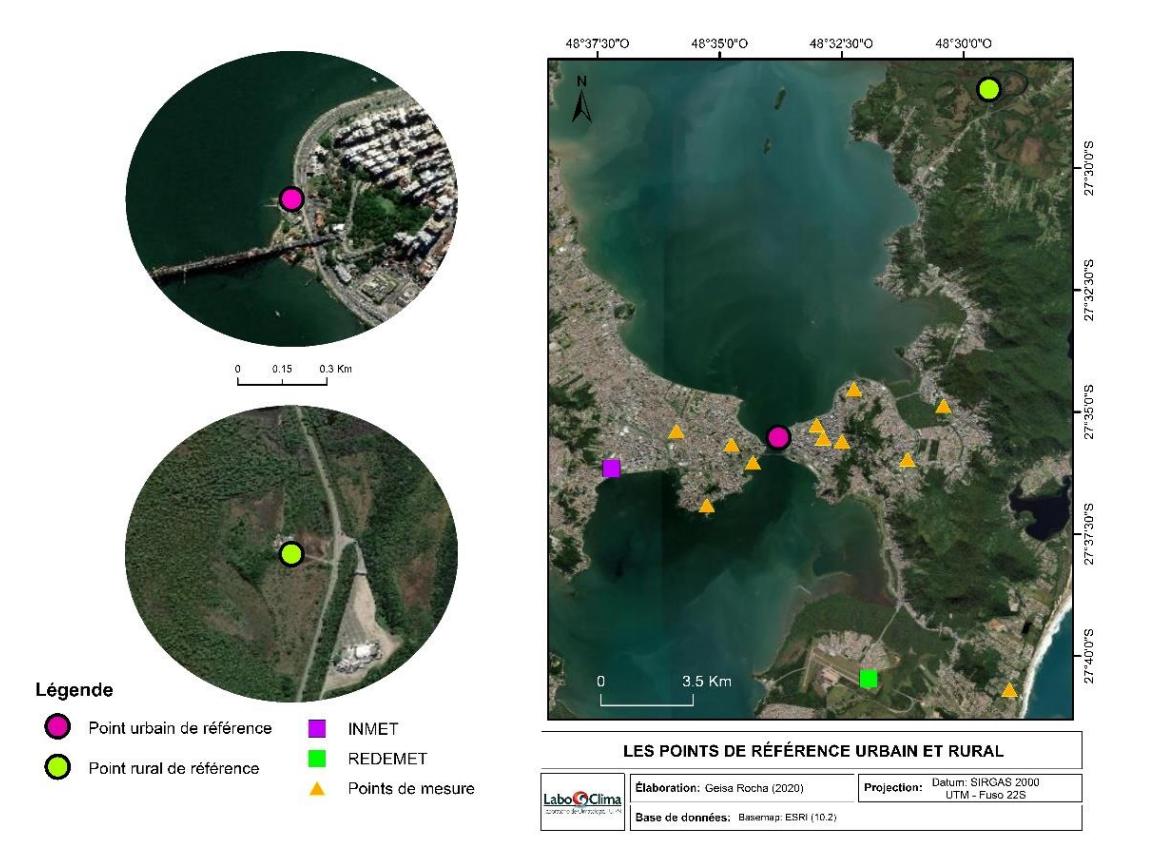 48°37'30"O 48°35'0"O 48°32'30"O 48°30'0"O
N
27°30'0"S
27°32'30"S
27°35'0"S
27°37'30"S
27°40'0"S
0 0.15 0.3 Km
0 3.5 Km
Légende
Point urbain de référence
Point rural de référence
INMET
REDEMET
Points de mesure
LES POINTS DE RÉFÉRENCE URBAIN ET RURAL
LaboClima
Élaboration: Geisa Rocha (2020)
Projection: Datum: SIRGAS 2000
UTM - Fuso 22S
Base de données: Basemap: ESRI (10.2)